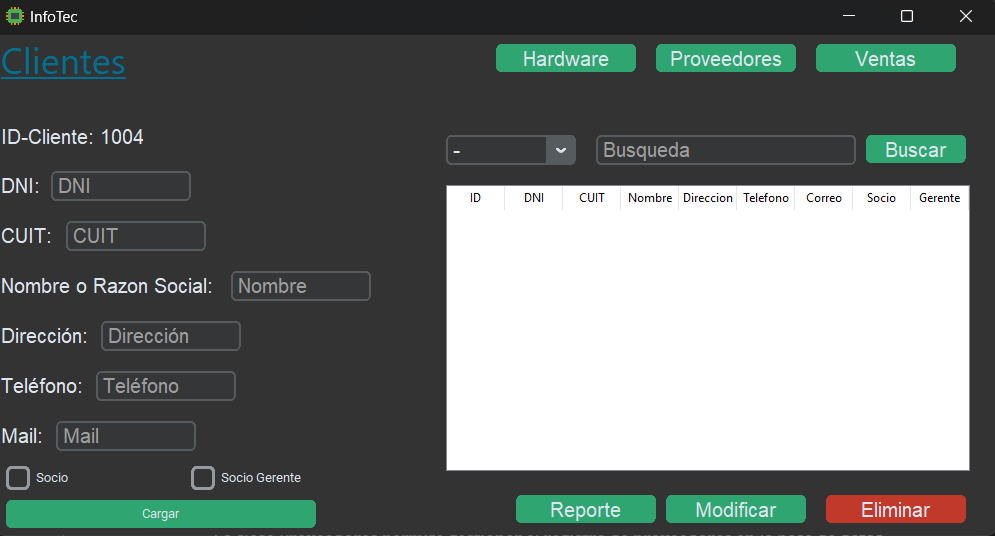 InfoTec
Clientes
Hardware Proveedores Ventas
ID-Cliente: 1004
- Busqueda Buscar
DNI: DNI
ID DNI CUIT Nombre Direccion Telefono Correo Socio Gerente
CUIT: CUIT
Nombre o Razon Social: Nombre
Dirección: Dirección
Teléfono: Teléfono
Mail: Mail
Socio Socio Gerente
Cargar
Reporte Modificar Eliminar